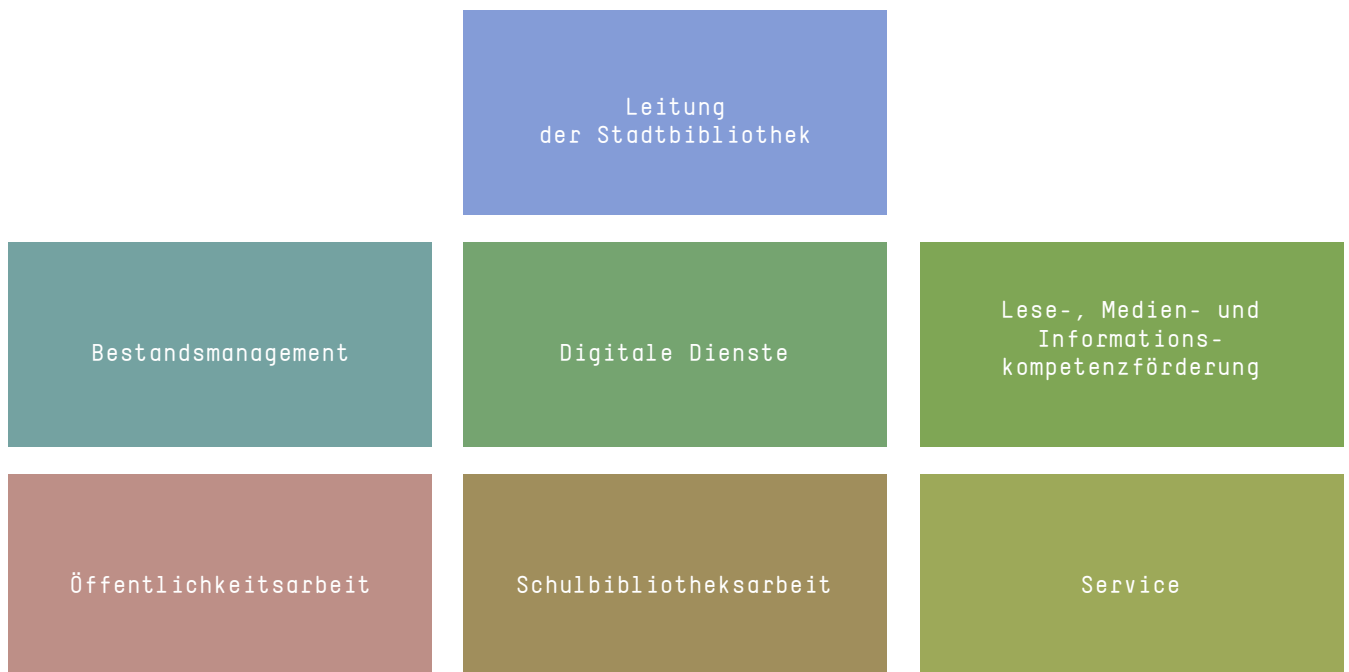 Leitung
der Stadtbibliothek
Bestandsmanagement
Digitale Dienste
Lese-, Medien- und
Informations-
kompetenzförderung
Öffentlichkeitsarbeit
Schulbibliotheksarbeit
Service